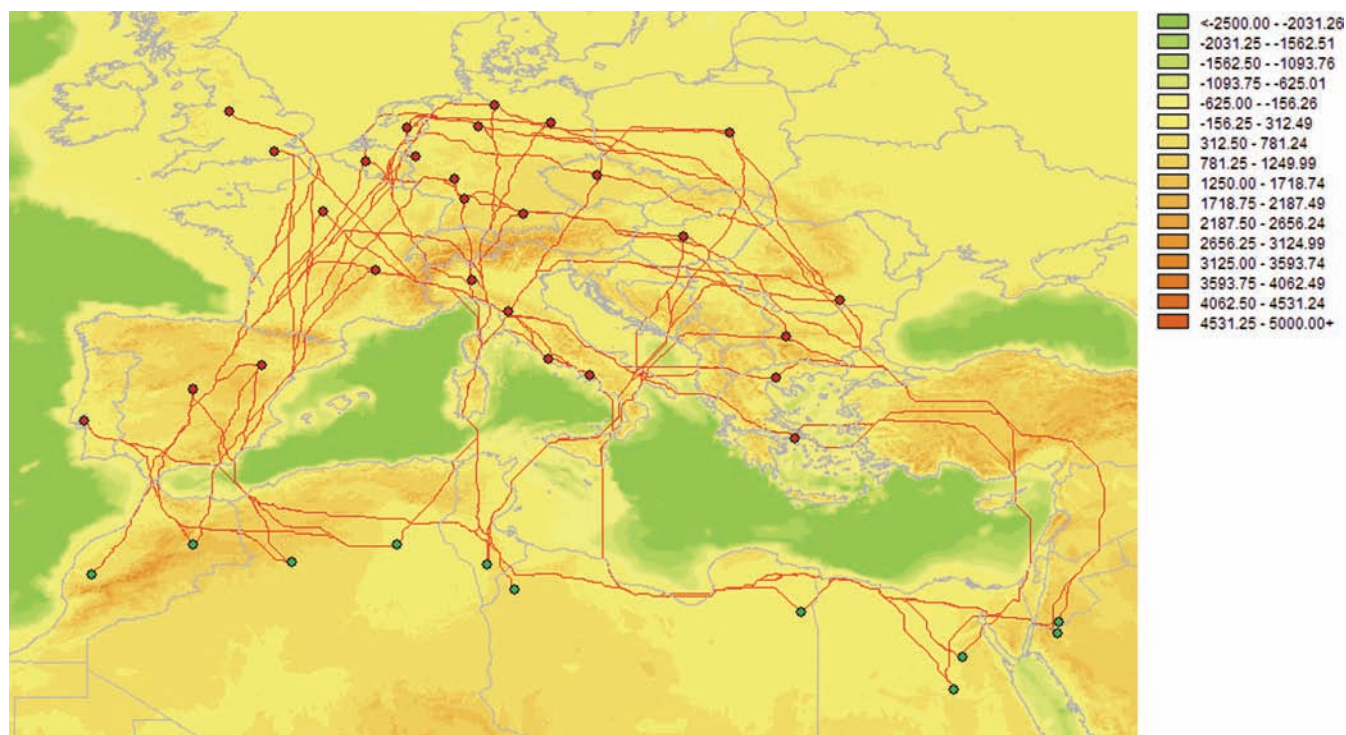 <-2500.00 - -2031.26
-2031.25 - -1562.51
-1562.50 - -1093.76
-1093.75 - -625.01
-625.00 - -156.26
-156.25 - 312.49
312.50 - 781.24
781.25 - 1249.99
1250.00 - 1718.74
1718.75 - 2187.49
2187.50 - 2656.24
2656.25 - 3124.99
3125.00 - 3593.74
3593.75 - 4062.49
4062.50 - 4531.24
4531.25 - 5000.00+